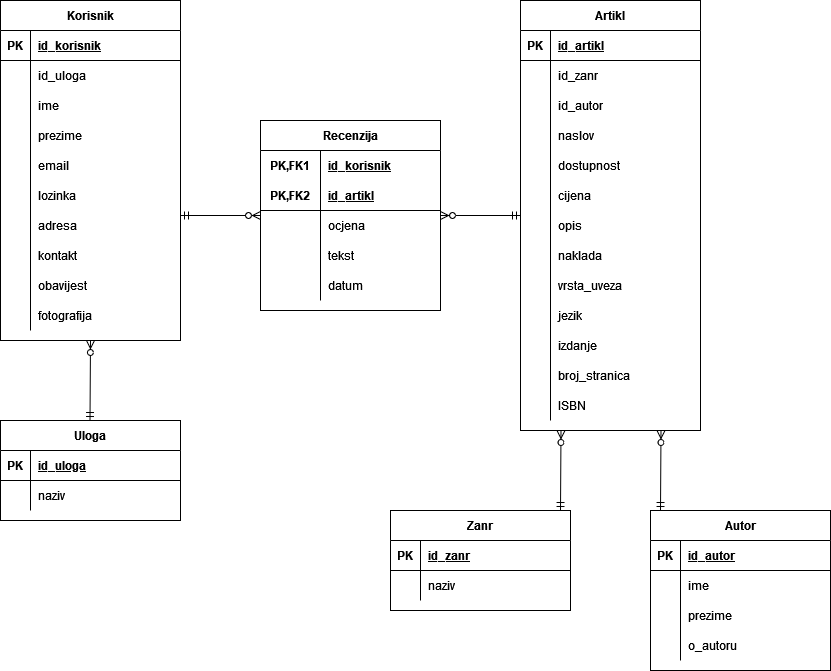 Korisnik
PK id_korisnik
id_uloga
ime
prezime
email
lozinka
adresa
kontakt
obavijest
fotografija
Recenzija
PK,FK1 id_korisnik
PK,FK2 id_artikl
ocjena
tekst
datum
Artikl
PK id_artikl
id_zanr
id_autor
naslov
dostupnost
cijena
opis
naklada
vrsta_uveza
jezik
izdanje
broj_stranica
ISBN
Uloga
PK id_uloga
naziv
Zanr
PK id_zanr
naziv
Autor
PK id_autor
ime
prezime
o_autoru